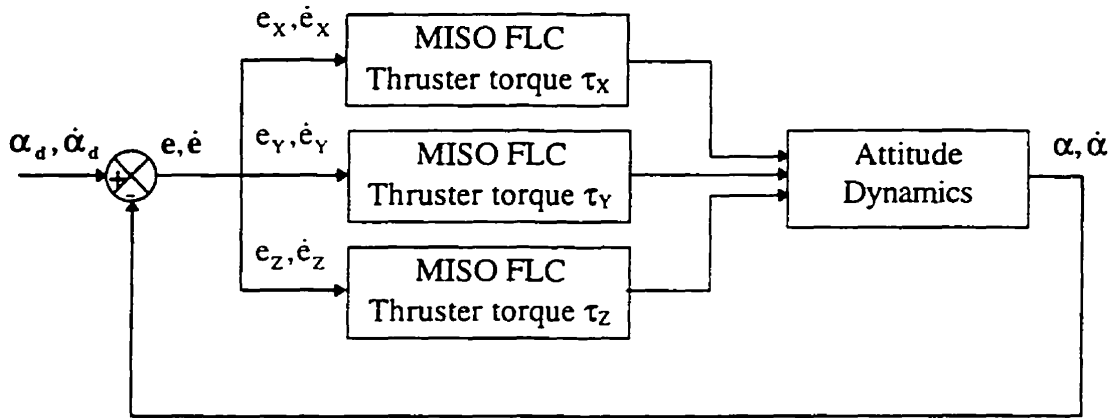 e_X, ė_X
MISO FLC
Thruster torque τ_X
α_d, α̇_d
+
-
e, ė
e_Y, ė_Y
MISO FLC
Thruster torque τ_Y
Attitude
Dynamics
α, α̇
e_Z, ė_Z
MISO FLC
Thruster torque τ_Z